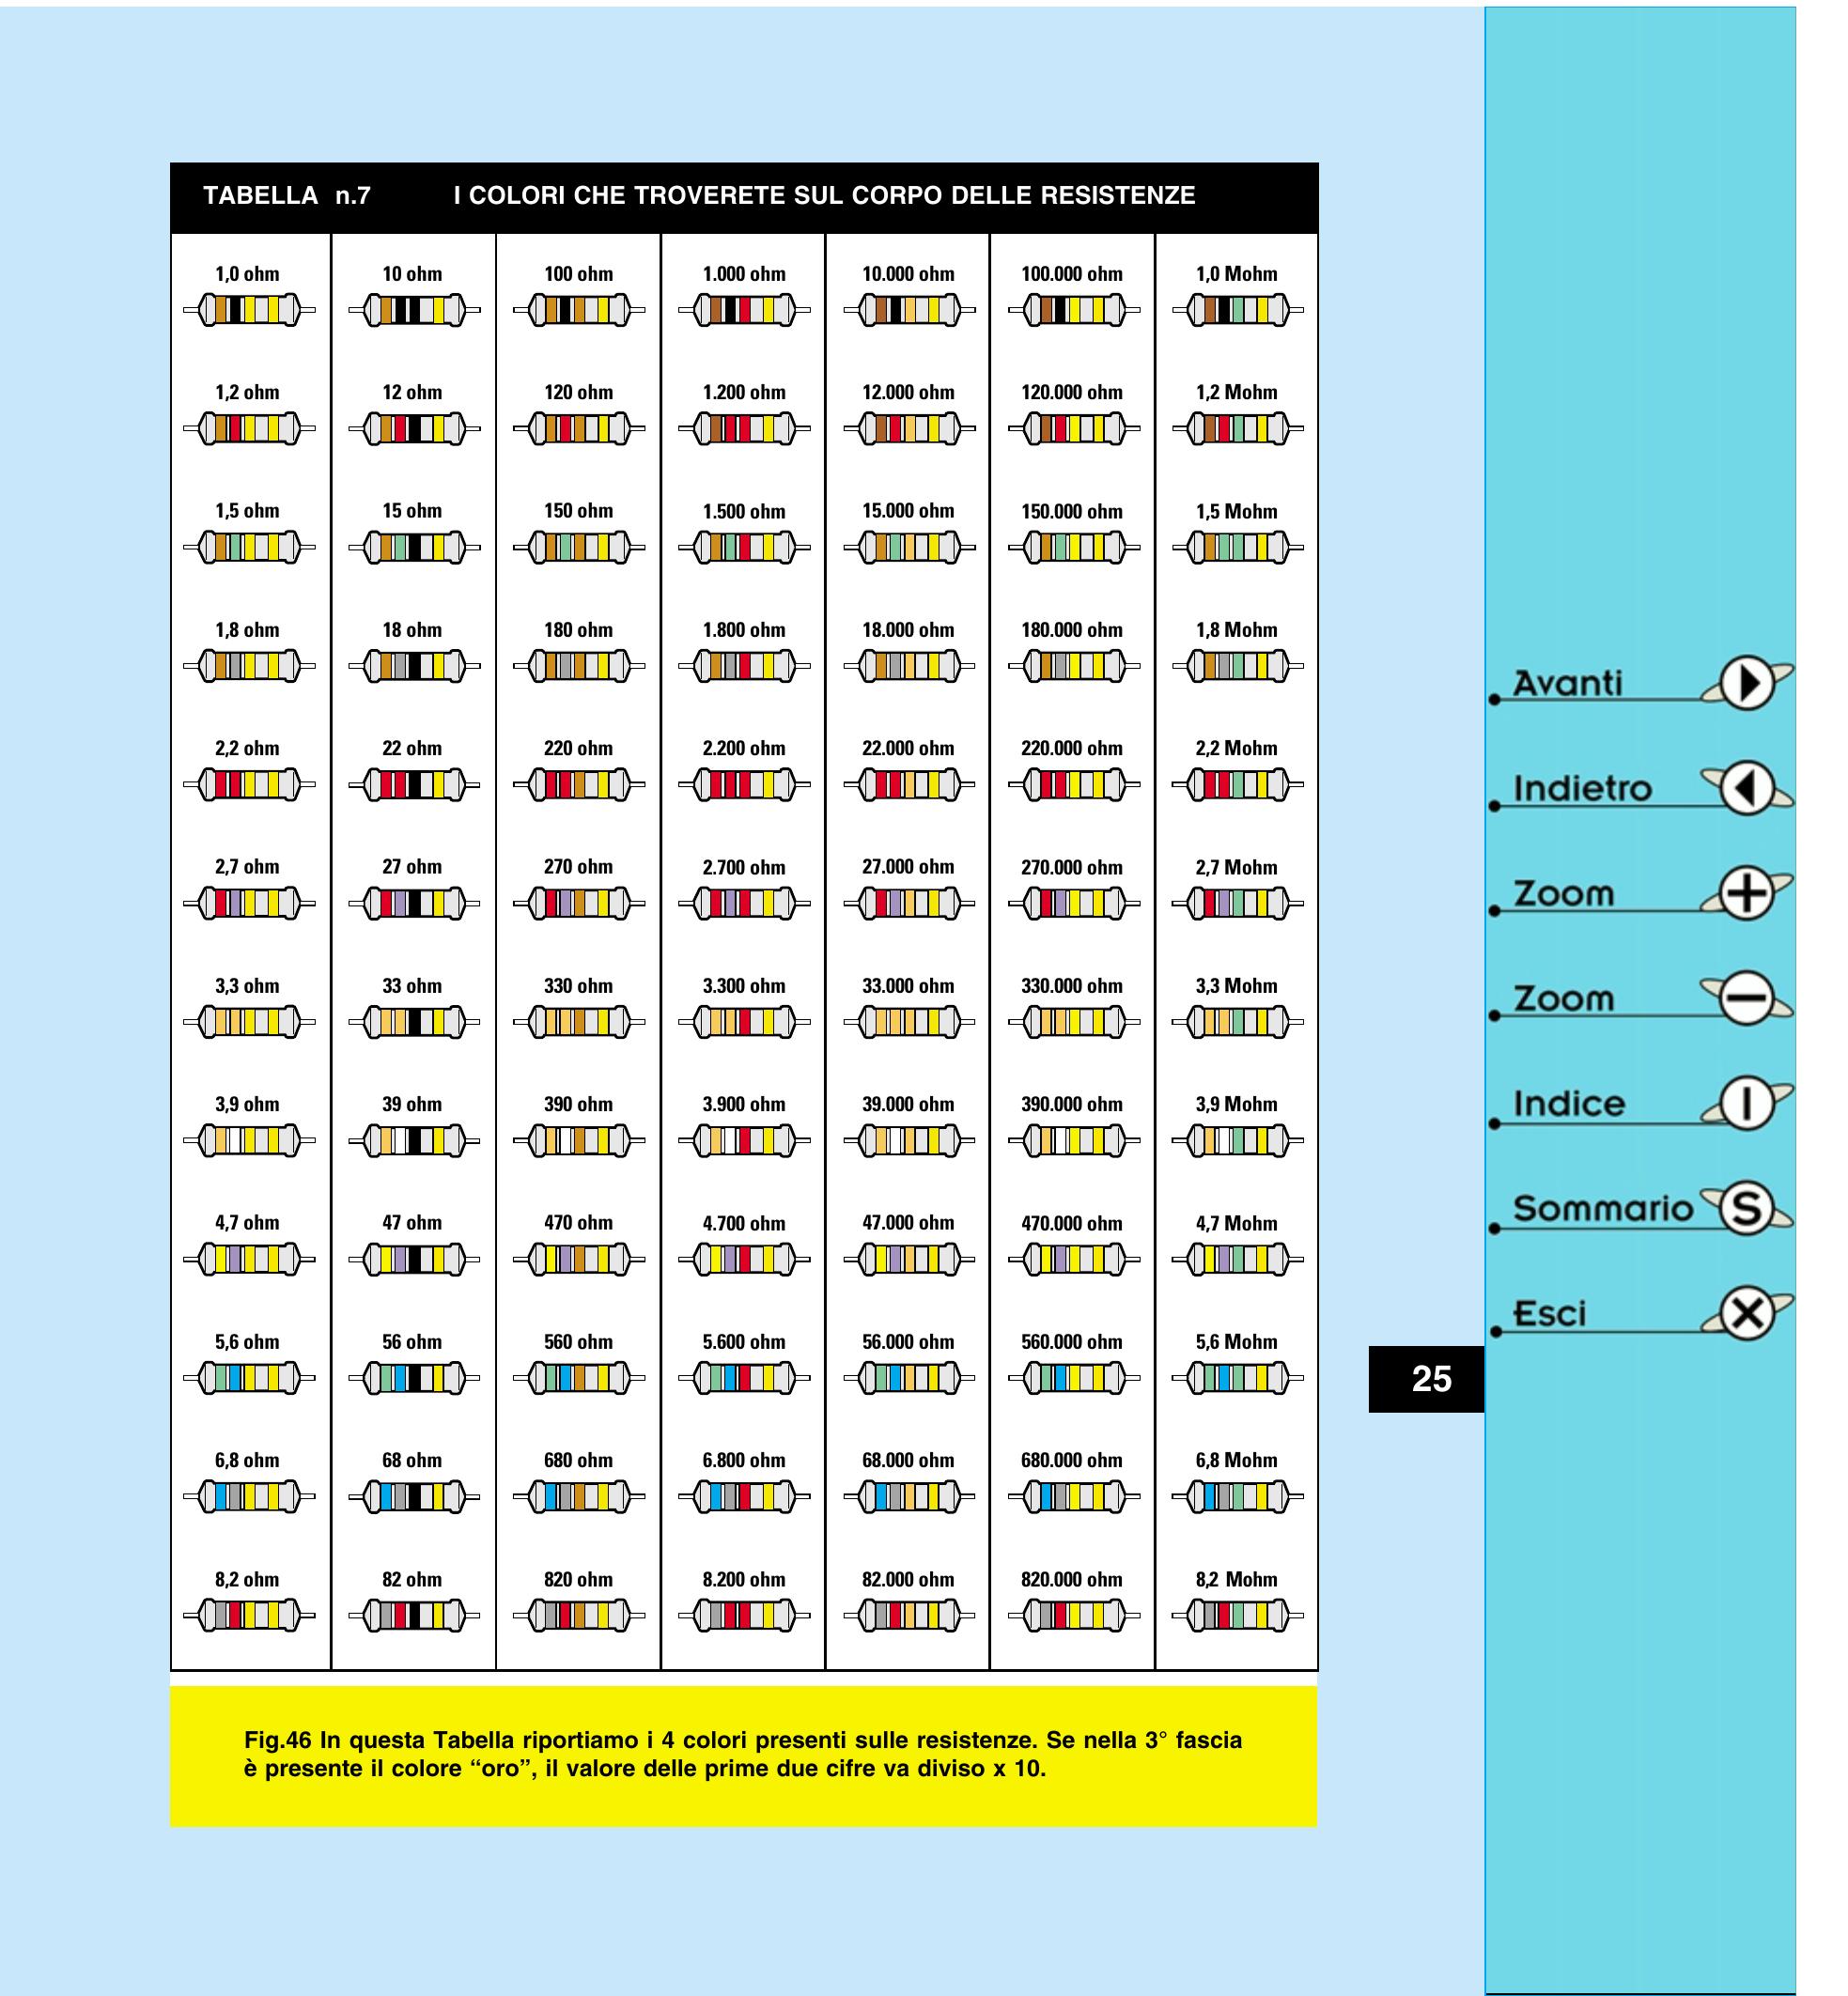 TABELLA n.7 I COLORI CHE TROVERETE SUL CORPO DELLE RESISTENZE
1,0 ohm 10 ohm 100 ohm 1.000 ohm 10.000 ohm 100.000 ohm 1,0 Mohm
1,2 ohm 12 ohm 120 ohm 1.200 ohm 12.000 ohm 120.000 ohm 1,2 Mohm
1,5 ohm 15 ohm 150 ohm 1.500 ohm 15.000 ohm 150.000 ohm 1,5 Mohm
1,8 ohm 18 ohm 180 ohm 1.800 ohm 18.000 ohm 180.000 ohm 1,8 Mohm
2,2 ohm 22 ohm 220 ohm 2.200 ohm 22.000 ohm 220.000 ohm 2,2 Mohm
2,7 ohm 27 ohm 270 ohm 2.700 ohm 27.000 ohm 270.000 ohm 2,7 Mohm
3,3 ohm 33 ohm 330 ohm 3.300 ohm 33.000 ohm 330.000 ohm 3,3 Mohm
3,9 ohm 39 ohm 390 ohm 3.900 ohm 39.000 ohm 390.000 ohm 3,9 Mohm
4,7 ohm 47 ohm 470 ohm 4.700 ohm 47.000 ohm 470.000 ohm 4,7 Mohm
5,6 ohm 56 ohm 560 ohm 5.600 ohm 56.000 ohm 560.000 ohm 5,6 Mohm
6,8 ohm 68 ohm 680 ohm 6.800 ohm 68.000 ohm 680.000 ohm 6,8 Mohm
8,2 ohm 82 ohm 820 ohm 8.200 ohm 82.000 ohm 820.000 ohm 8,2 Mohm
Fig.46 In questa Tabella riportiamo i 4 colori presenti sulle resistenze. Se nella 3° fascia
è presente il colore “oro”, il valore delle prime due cifre va diviso x 10.
25
Avanti
Indietro
Zoom +
Zoom −
Indice I
Sommario S
Esci X